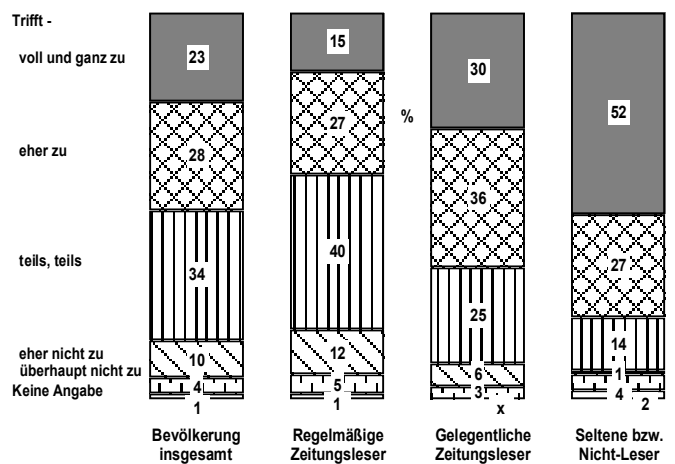 Trifft -
voll und ganz zu
eher zu
teils, teils
eher nicht zu
überhaupt nicht zu
Keine Angabe
%
23
28
34
10
4
1
15
27
40
12
5
1
30
36
25
6
3
x
52
27
14
1
4
2
Bevölkerung
insgesamt
Regelmäßige
Zeitungsleser
Gelegentliche
Zeitungsleser
Seltene bzw.
Nicht-Leser